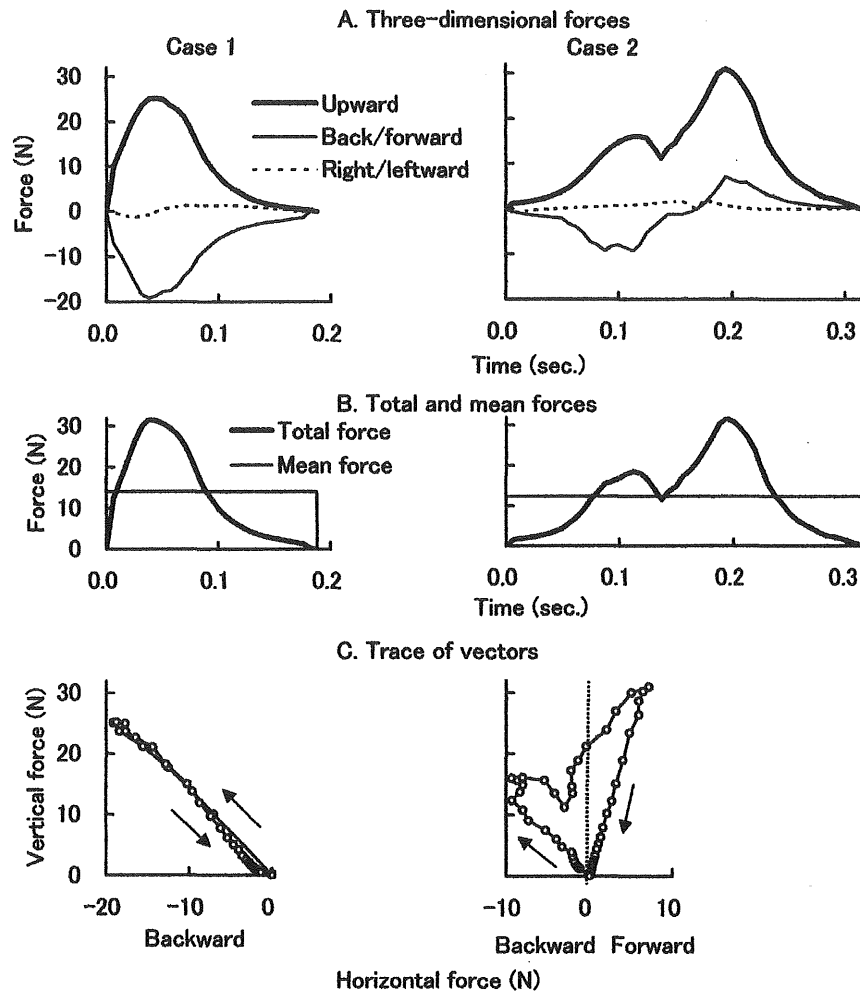 A. Three-dimensional forces
Case 1
Case 2
Force (N)
30
20
10
0
-10
-20
Upward
Back/forward
Right/leftward
0.0
0.1
0.2
0.0
0.1
0.2
0.3
Time (sec.)
B. Total and mean forces
Force (N)
30
20
10
0
Total force
Mean force
0.0
0.1
0.2
0.0
0.1
0.2
0.3
Time (sec.)
C. Trace of vectors
Vertical force (N)
30
20
10
0
-20
-10
0
-10
0
10
Backward
Backward
Forward
Horizontal force (N)